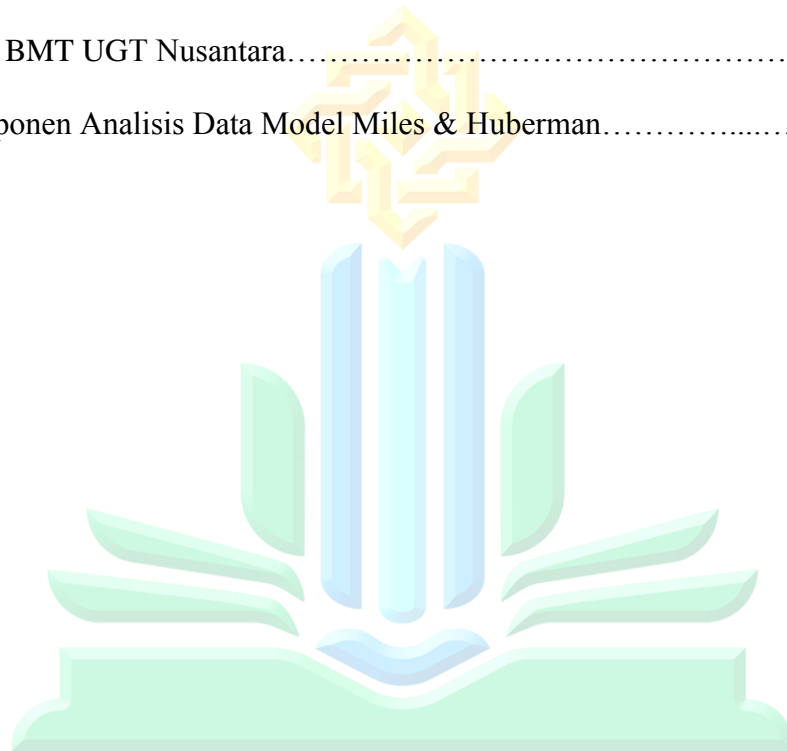 BMT UGT Nusantara…………………………………………
ponen Analisis Data Model Miles & Huberman…………....…